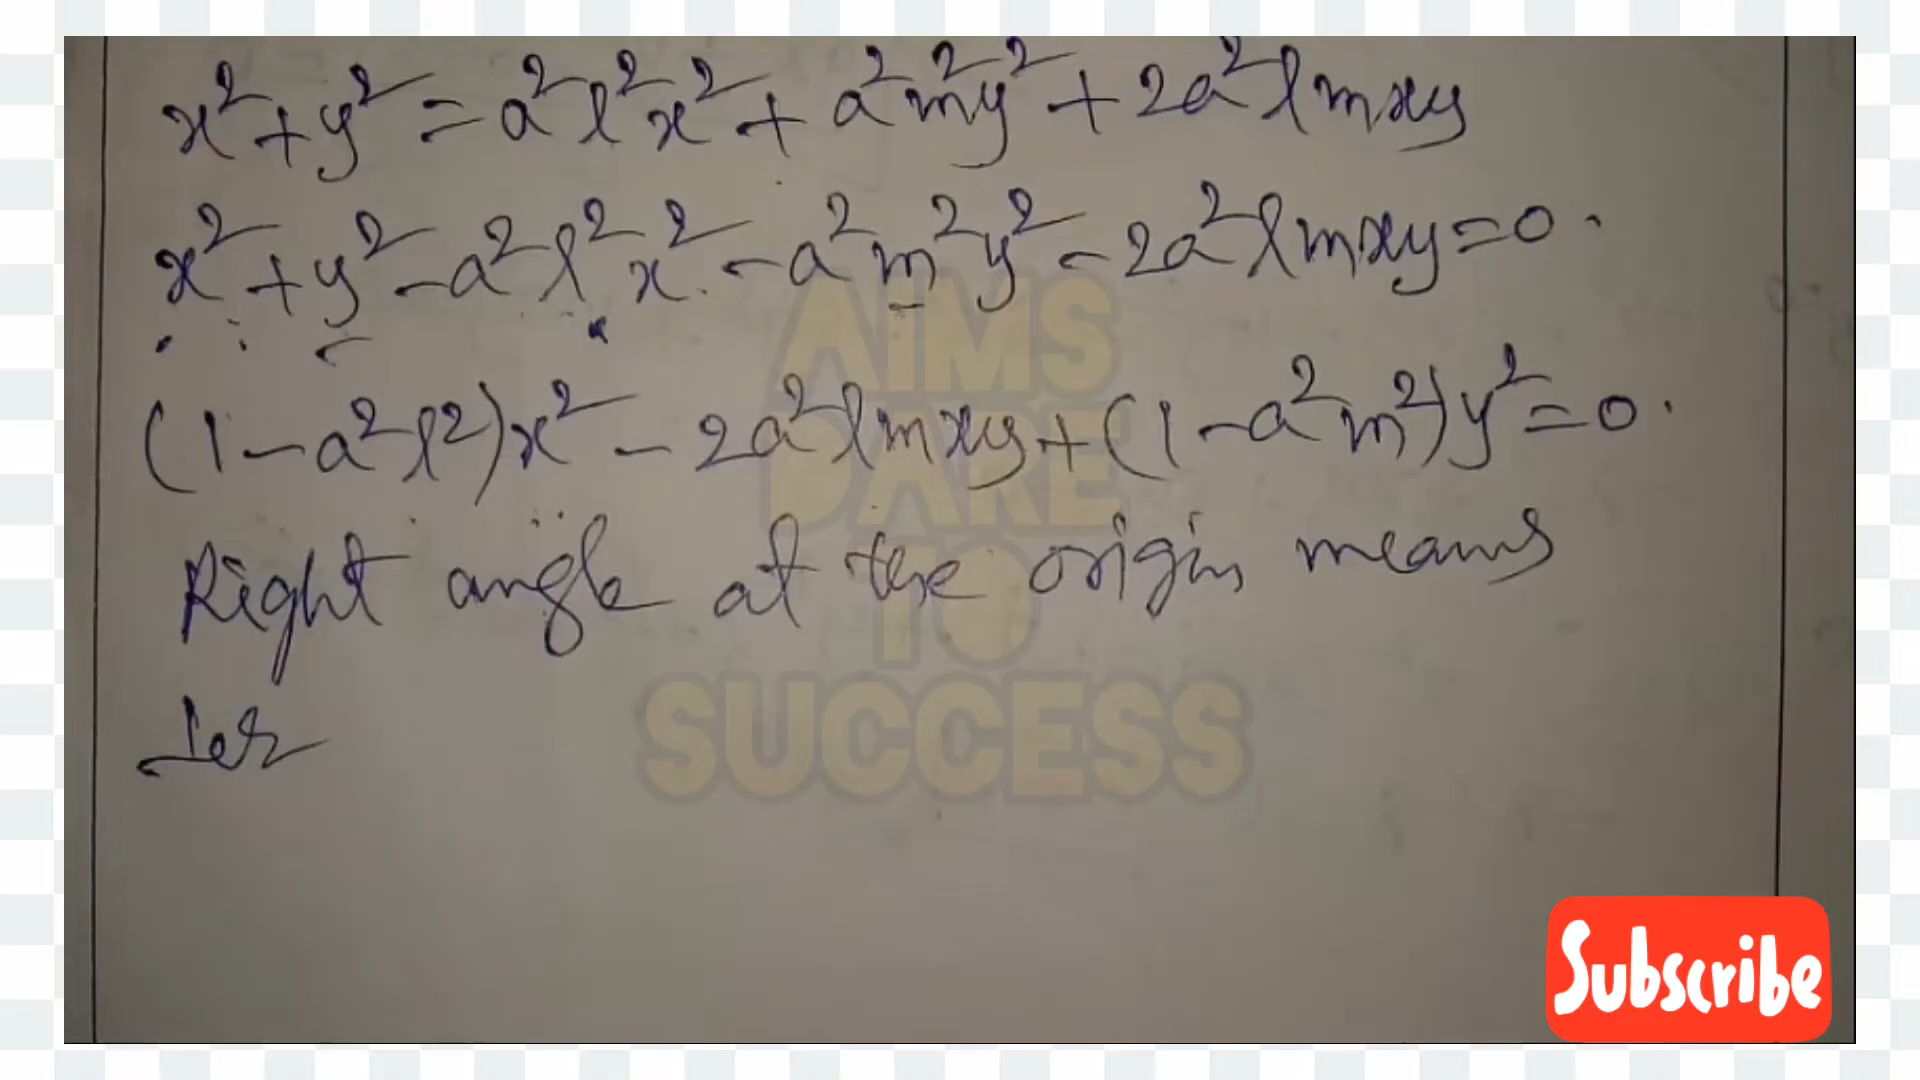 x²+y²=a²l²x²+a²m²y²+2a²lmxy
x²+y²-a²l²x²-a²m²y²-2a²lmxy=0.
(1-a²l²)x²-2a²lmxy+(1-a²m²)y²=0.
Right angle at the origin means
⊥er
AIMS
DARE
TO
SUCCESS
Subscribe